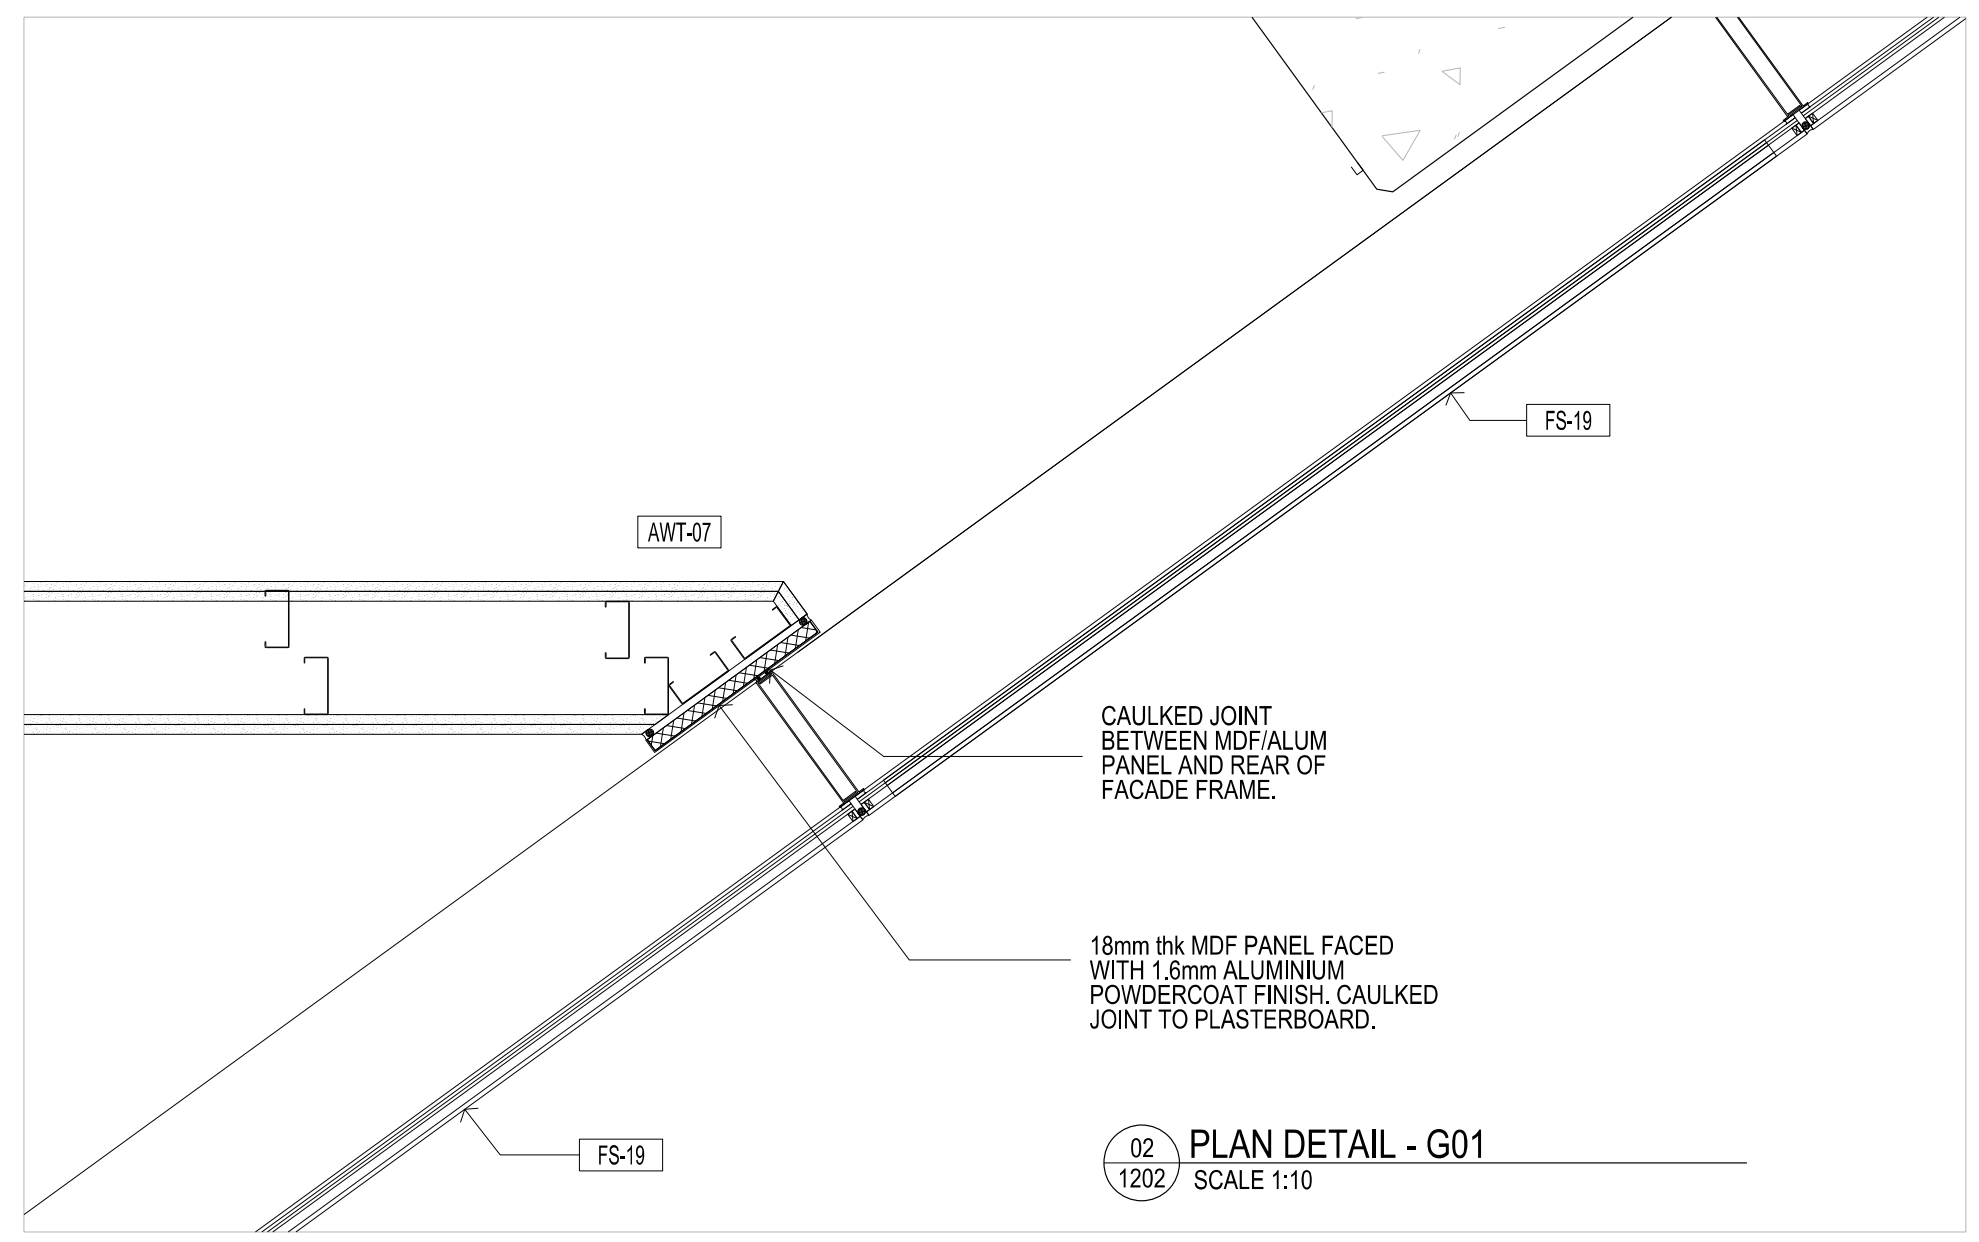 FS-19
AWT-07
CAULKED JOINT
BETWEEN MDF/ALUM
PANEL AND REAR OF
FACADE FRAME.
18mm thk MDF PANEL FACED
WITH 1.6mm ALUMINIUM
POWDERCOAT FINISH. CAULKED
JOINT TO PLASTERBOARD.
FS-19
02
1202
PLAN DETAIL - G01
SCALE 1:10